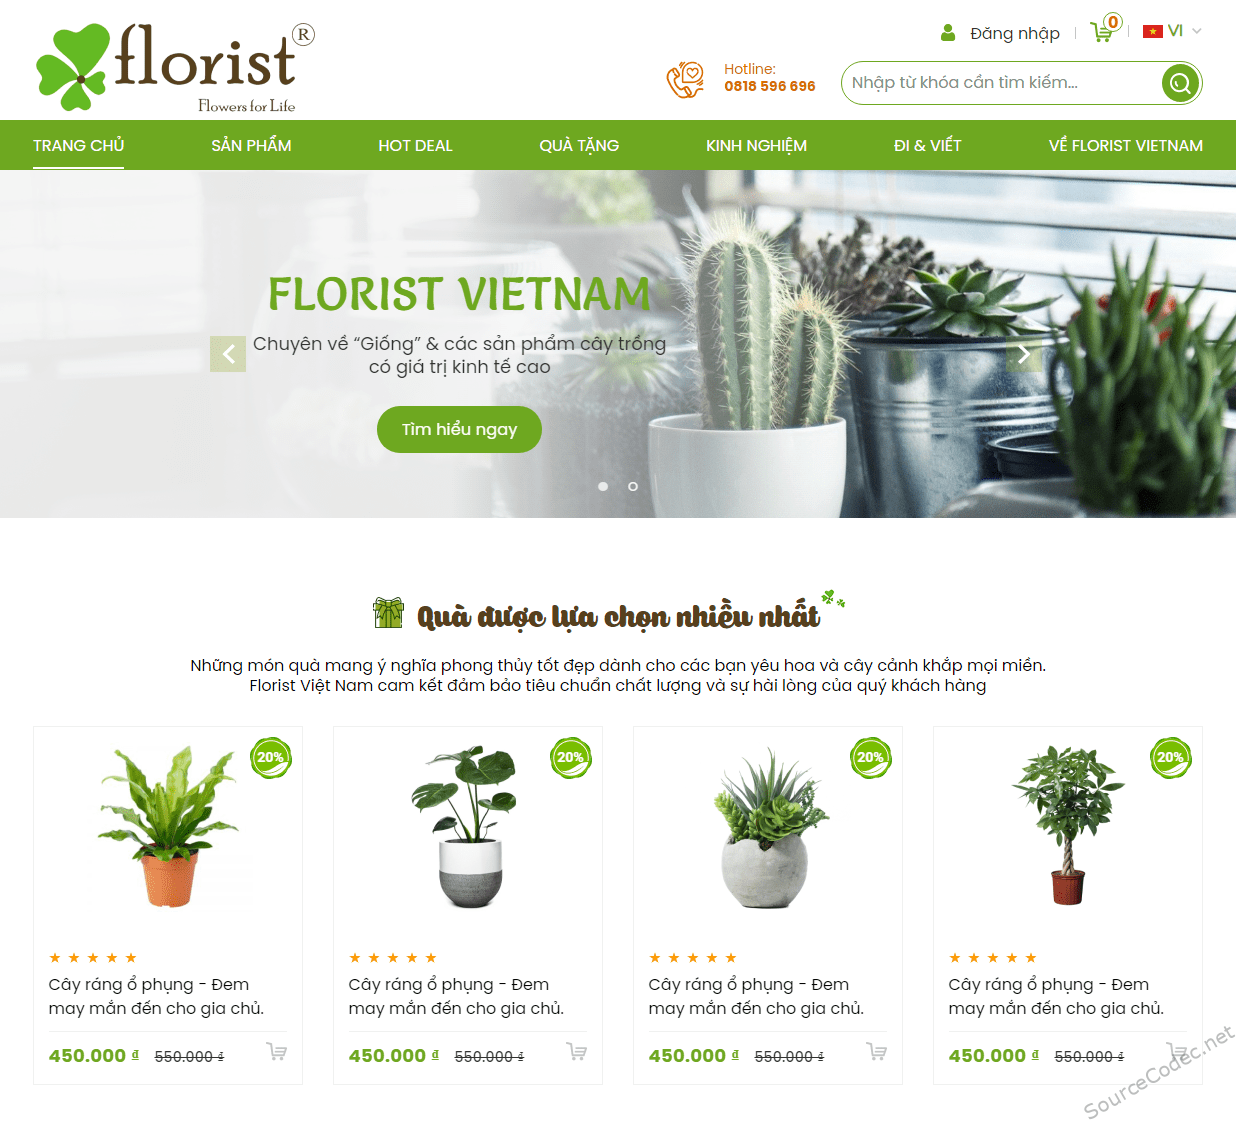 florist®
Flowers for Life
Đăng nhập
0
VI
Hotline:
0818 596 696
Nhập từ khóa cần tìm kiếm...
TRANG CHỦ
SẢN PHẨM
HOT DEAL
QUÀ TẶNG
KINH NGHIỆM
ĐI & VIẾT
VỀ FLORIST VIETNAM
FLORIST VIETNAM
Chuyên về “Giống” & các sản phẩm cây trồng
có giá trị kinh tế cao
Tìm hiểu ngay
Quà được lựa chọn nhiều nhất
Những món quà mang ý nghĩa phong thủy tốt đẹp dành cho các bạn yêu hoa và cây cảnh khắp mọi miền.
Florist Việt Nam cam kết đảm bảo tiêu chuẩn chất lượng và sự hài lòng của quý khách hàng
20%
Cây ráng ổ phụng - Đem
may mắn đến cho gia chủ.
450.000 ₫ 550.000 ₫
20%
Cây ráng ổ phụng - Đem
may mắn đến cho gia chủ.
450.000 ₫ 550.000 ₫
20%
Cây ráng ổ phụng - Đem
may mắn đến cho gia chủ.
450.000 ₫ 550.000 ₫
20%
Cây ráng ổ phụng - Đem
may mắn đến cho gia chủ.
450.000 ₫ 550.000 ₫
SourceCodec.net